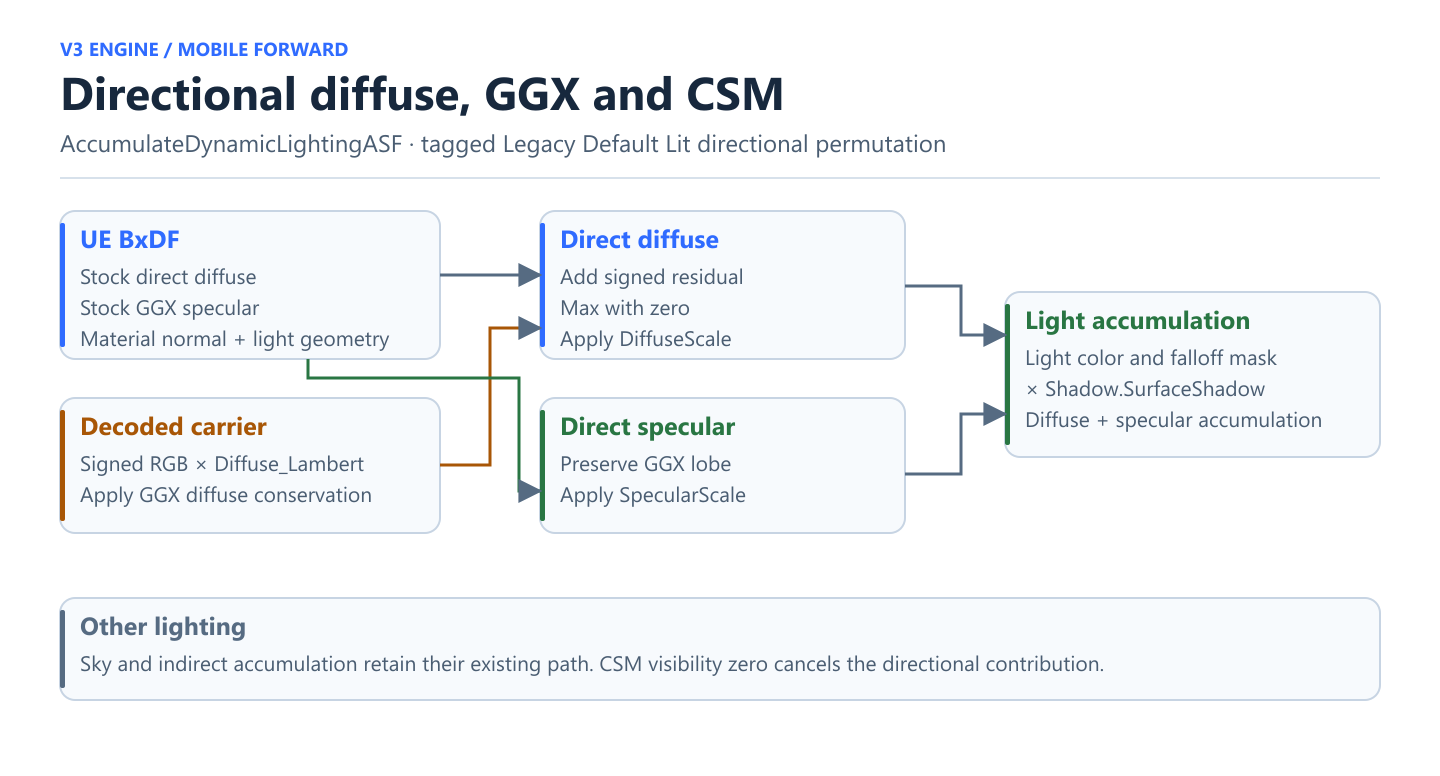 V3 ENGINE / MOBILE FORWARD
Directional diffuse, GGX and CSM
AccumulateDynamicLightingASF · tagged Legacy Default Lit directional permutation
UE BxDF
Stock direct diffuse
Stock GGX specular
Material normal + light geometry
Direct diffuse
Add signed residual
Max with zero
Apply DiffuseScale
Light accumulation
Light color and falloff mask
× Shadow.SurfaceShadow
Diffuse + specular accumulation
Decoded carrier
Signed RGB × Diffuse_Lambert
Apply GGX diffuse conservation
Direct specular
Preserve GGX lobe
Apply SpecularScale
Other lighting
Sky and indirect accumulation retain their existing path. CSM visibility zero cancels the directional contribution.